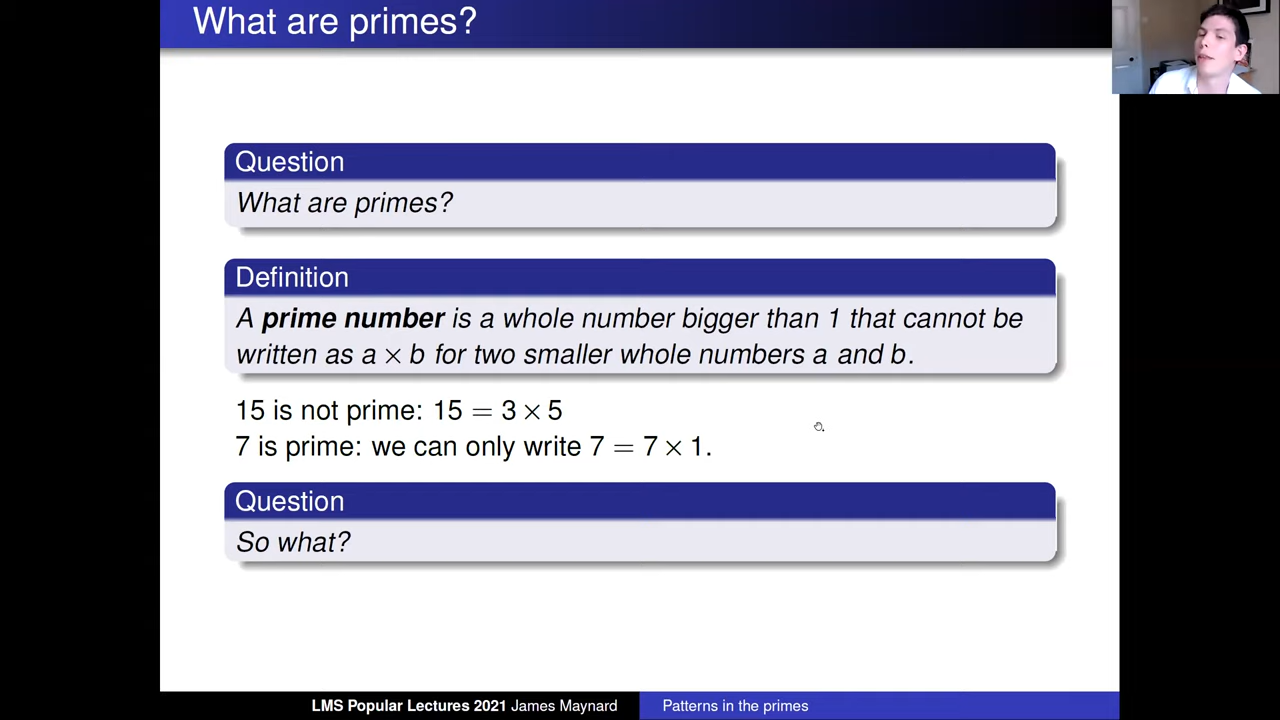 What are primes?
Question
What are primes?
Definition
A prime number is a whole number bigger than 1 that cannot be
written as a × b for two smaller whole numbers a and b.
15 is not prime: 15 = 3 × 5
7 is prime: we can only write 7 = 7 × 1.
Question
So what?
LMS Popular Lectures 2021 James Maynard
Patterns in the primes